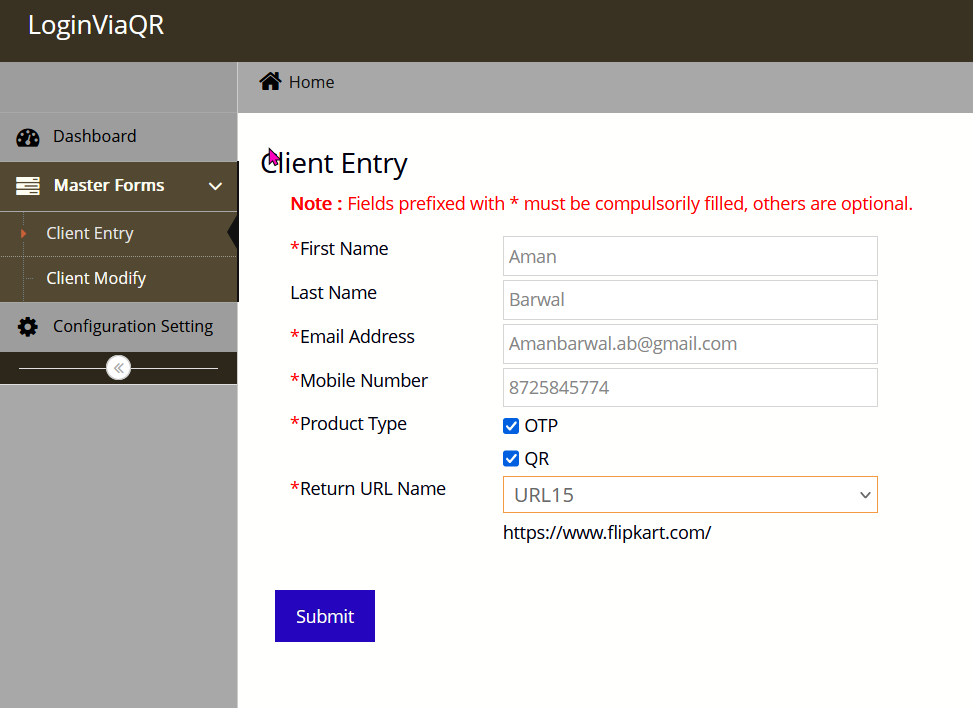 LoginViaQR
Home
Dashboard
Master Forms
Client Entry
Client Modify
Configuration Setting
Client Entry
Note : Fields prefixed with * must be compulsorily filled, others are optional.
*First Name
Aman
Last Name
Barwal
*Email Address
Amanbarwal.ab@gmail.com
*Mobile Number
8725845774
*Product Type
OTP
QR
*Return URL Name
URL15
https://www.flipkart.com/
Submit